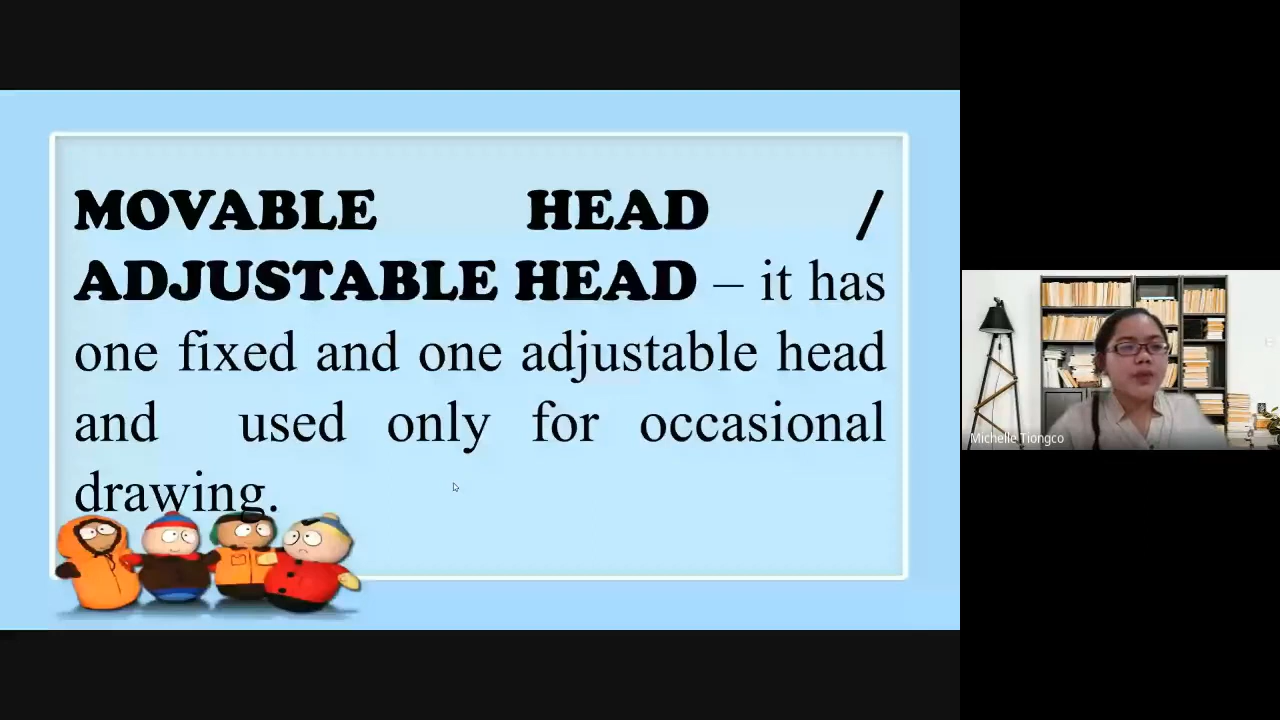 MOVABLE HEAD /
ADJUSTABLE HEAD – it has
one fixed and one adjustable head
and used only for occasional
drawing.
Michelle Tiongco